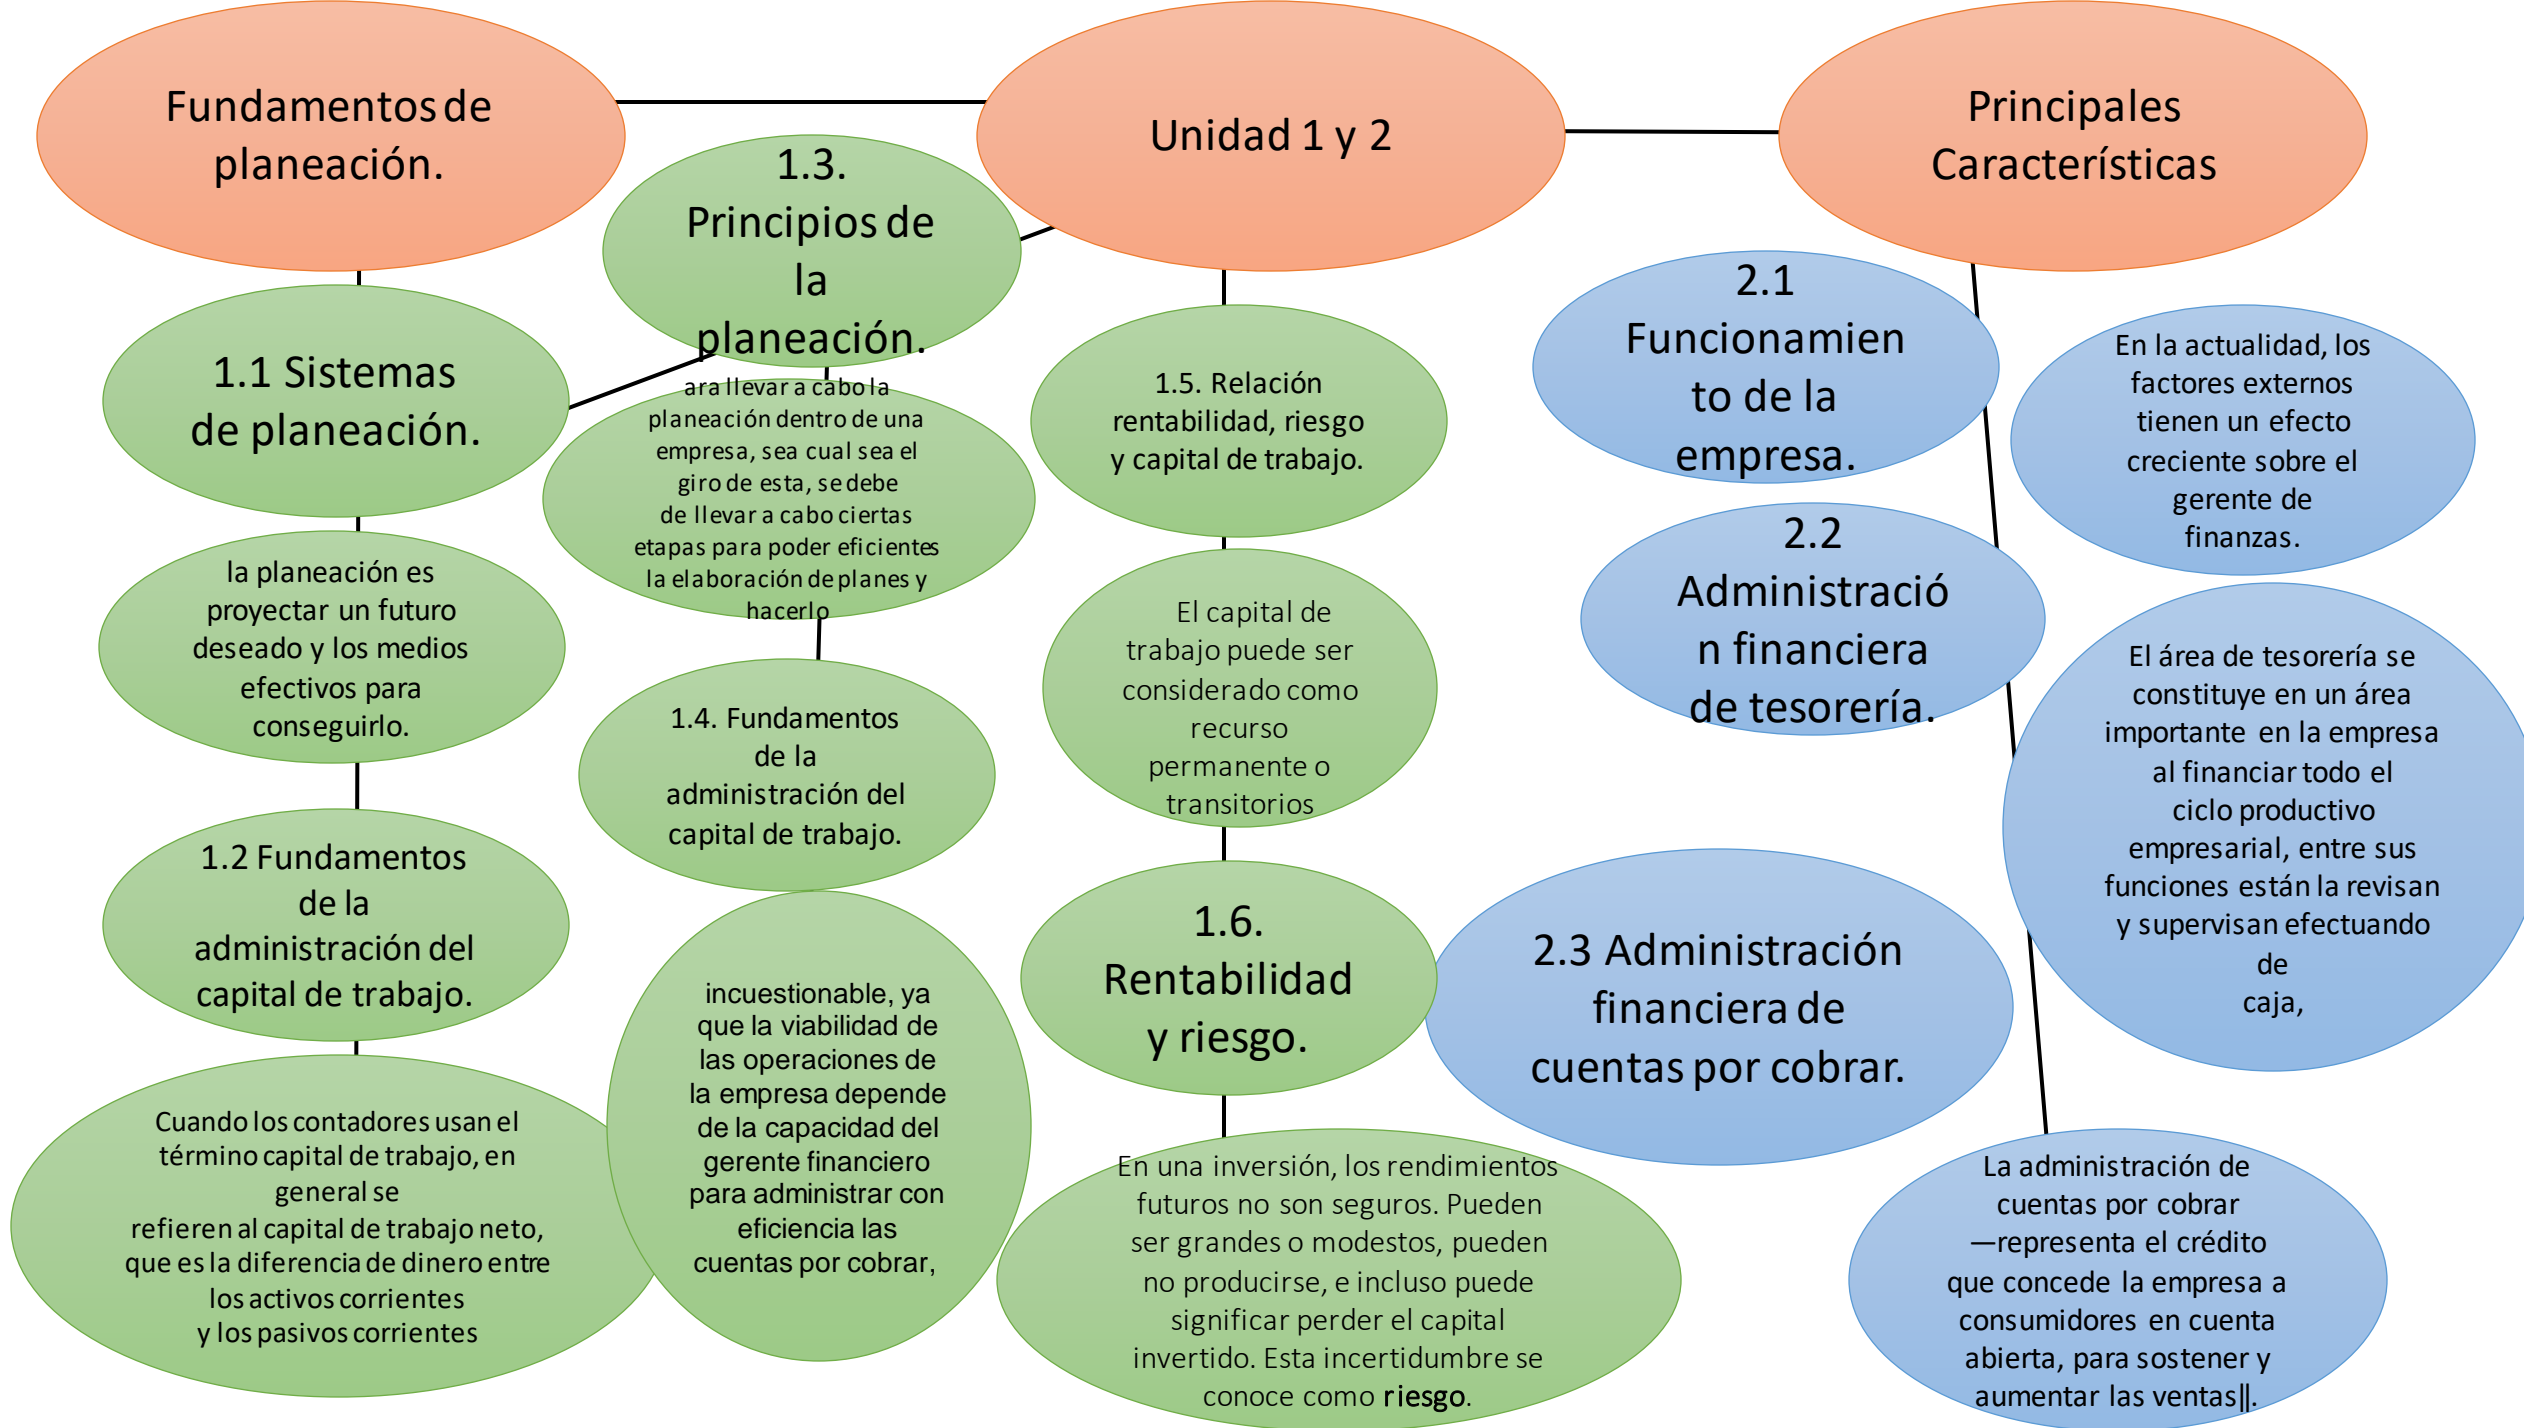 Fundamentos de
planeación.
Unidad 1 y 2
Principales
Características
1.1 Sistemas
de planeación.
la planeación es
proyectar un futuro
deseado y los medios
efectivos para
conseguirlo.
1.2 Fundamentos
de la
administración del
capital de trabajo.
Cuando los contadores usan el
término capital de trabajo, en
general se
refieren al capital de trabajo neto,
que es la diferencia de dinero entre
los activos corrientes
y los pasivos corrientes
1.3.
Principios de
la
planeación.
ara llevar a cabo la
planeación dentro de una
empresa, sea cual sea el
giro de esta, se debe
de llevar a cabo ciertas
etapas para poder eficientes
la elaboración de planes y
hacerlo
1.4. Fundamentos
de la
administración del
capital de trabajo.
incuestionable, ya
que la viabilidad de
las operaciones de
la empresa depende
de la capacidad del
gerente financiero
para administrar con
eficiencia las
cuentas por cobrar,
1.5. Relación
rentabilidad, riesgo
y capital de trabajo.
El capital de
trabajo puede ser
considerado como
recurso
permanente o
transitorios
1.6.
Rentabilidad
y riesgo.
En una inversión, los rendimientos
futuros no son seguros. Pueden
ser grandes o modestos, pueden
no producirse, e incluso puede
significar perder el capital
invertido. Esta incertidumbre se
conoce como riesgo.
2.1
Funcionamien
to de la
empresa.
En la actualidad, los
factores externos
tienen un efecto
creciente sobre el
gerente de
finanzas.
2.2
Administració
n financiera
de tesorería.
El área de tesorería se
constituye en un área
importante en la empresa
al financiar todo el
ciclo productivo
empresarial, entre sus
funciones están la revisan
y supervisan efectuando
de
caja,
2.3 Administración
financiera de
cuentas por cobrar.
La administración de
cuentas por cobrar
―representa el crédito
que concede la empresa a
consumidores en cuenta
abierta, para sostener y
aumentar las ventas‖.